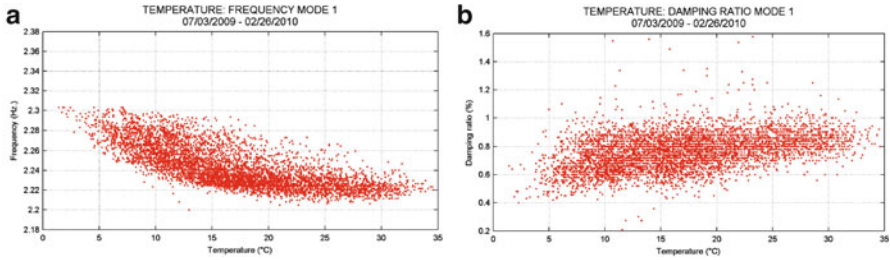 a
TEMPERATURE: FREQUENCY MODE 1
07/03/2009 - 02/26/2010
2.38
2.36
2.34
2.32
2.3
2.28
2.26
2.24
2.22
2.2
2.18
Frequency (Hz.)
0 5 10 15 20 25 30 35
Temperature (ºC)
b
TEMPERATURE: DAMPING RATIO MODE 1
07/03/2009 - 02/26/2010
1.6
1.4
1.2
1
0.8
0.6
0.4
0.2
Damping ratio (%)
0 5 10 15 20 25 30 35
Temperature (ºC)